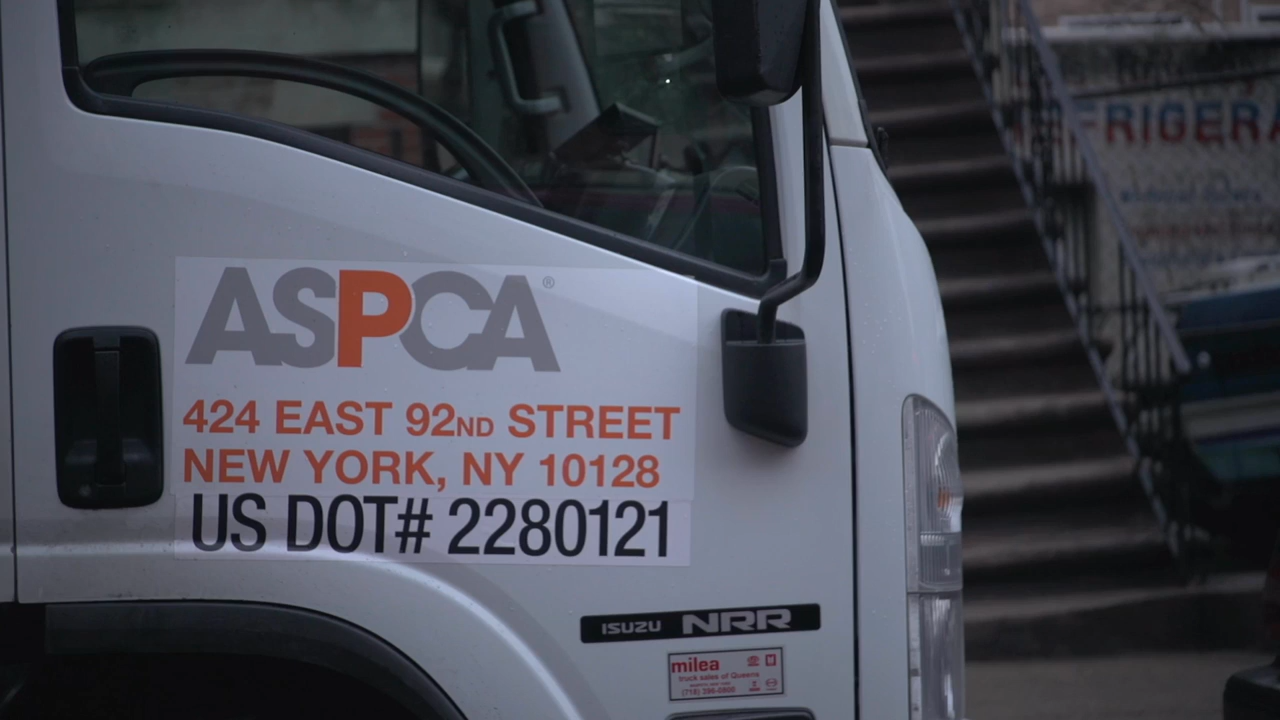 ASPCA®
424 EAST 92ND STREET
NEW YORK, NY 10128
US DOT# 2280121
ISUZU NRR
milea
truck sales of Queens
(718) 396-0800
FRIGERA